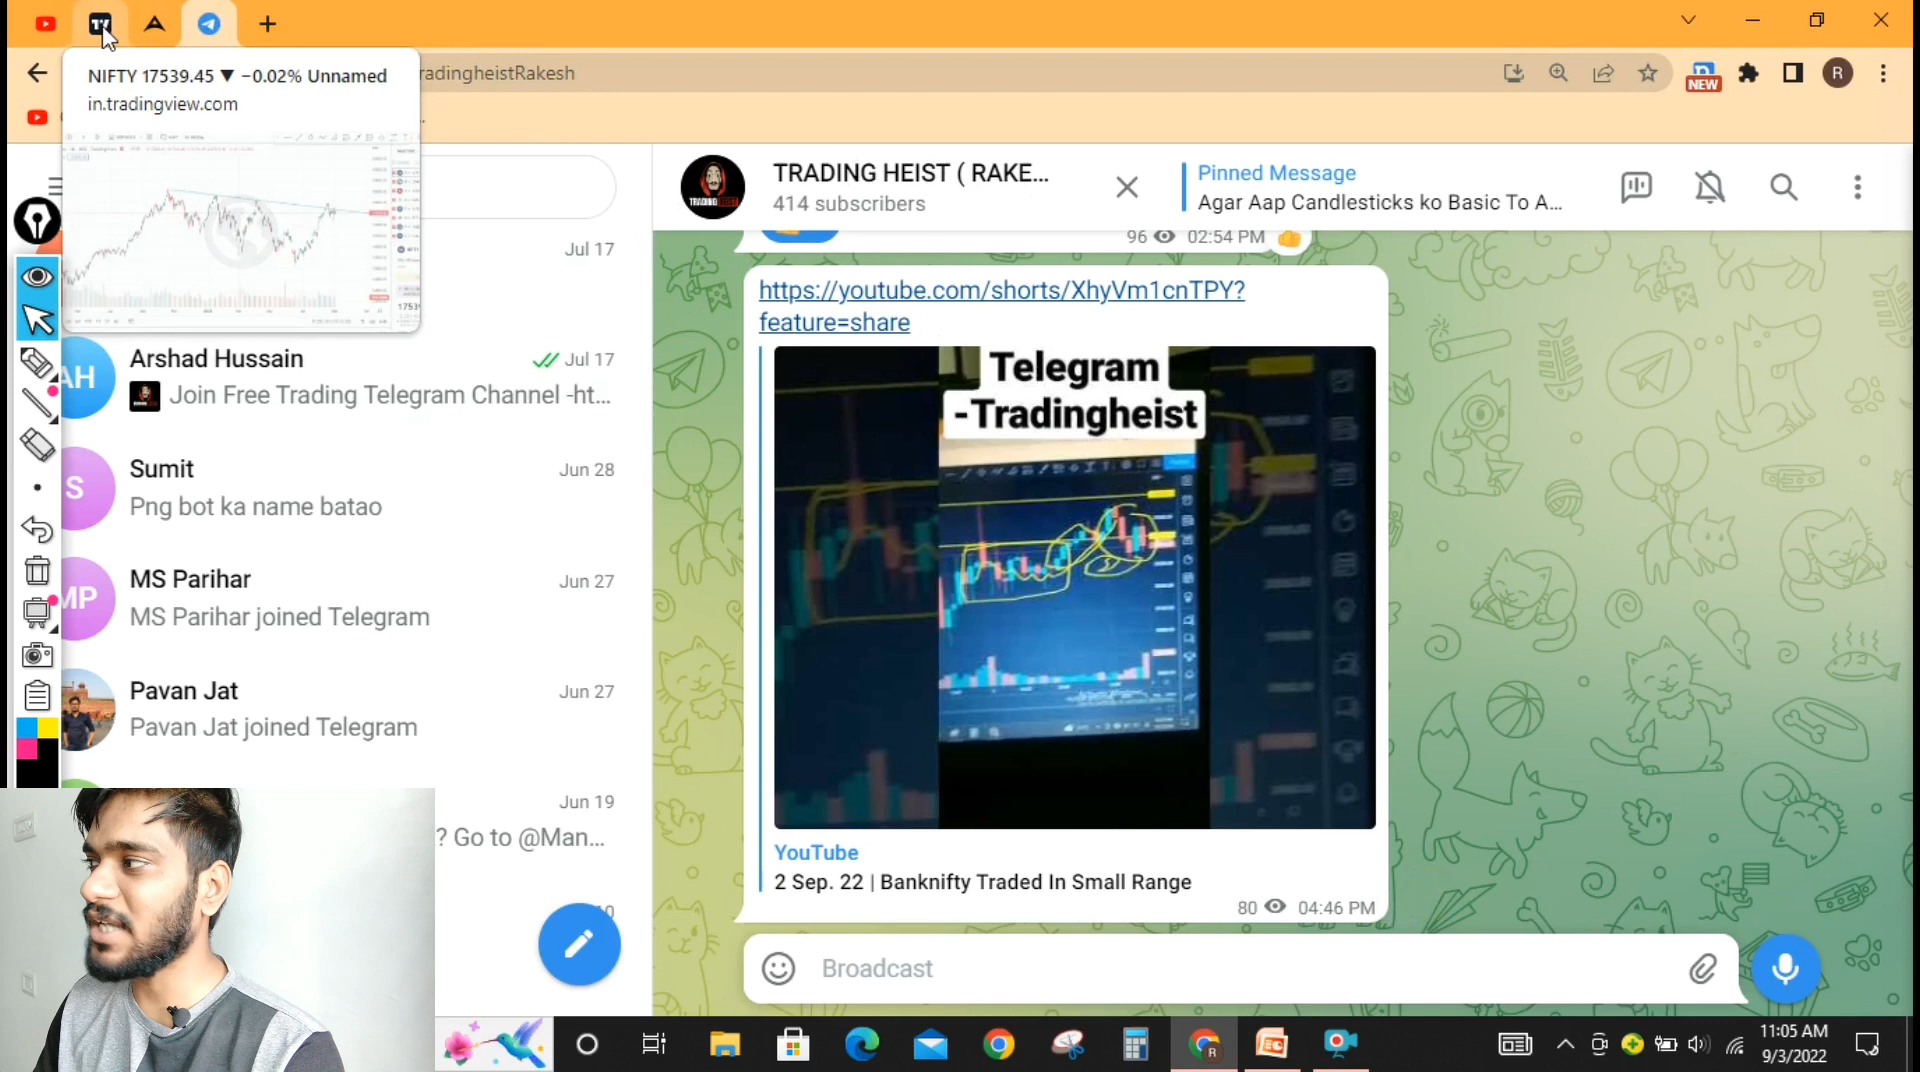 NIFTY 17539.45 ▼ −0.02% Unnamed
in.tradingview.com
radingheistRakesh
NEW
R
TRADING HEIST ( RAKE...
414 subscribers
Pinned Message
Agar Aap Candlesticks ko Basic To A...
96 02:54 PM
https://youtube.com/shorts/XhyVm1cnTPY?
feature=share
Telegram
-Tradingheist
YouTube
2 Sep. 22 | Banknifty Traded In Small Range
80 04:46 PM
Broadcast
Jul 17
AH
Arshad Hussain
Jul 17
Join Free Trading Telegram Channel -ht...
S
Sumit
Jun 28
Png bot ka name batao
MP
MS Parihar
Jun 27
MS Parihar joined Telegram
Pavan Jat
Jun 27
Pavan Jat joined Telegram
Jun 19
? Go to @Man...
11:05 AM
9/3/2022